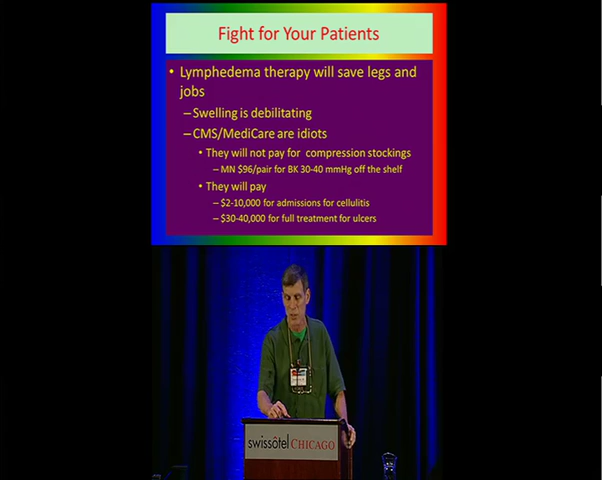 Fight for Your Patients
• Lymphedema therapy will save legs and
jobs
–Swelling is debilitating
–CMS/MediCare are idiots
• They will not pay for compression stockings
– MN $96/pair for BK 30-40 mmHg off the shelf
• They will pay
– $2-10,000 for admissions for cellulitis
– $30-40,000 for full treatment for ulcers
swissôtel CHICAGO